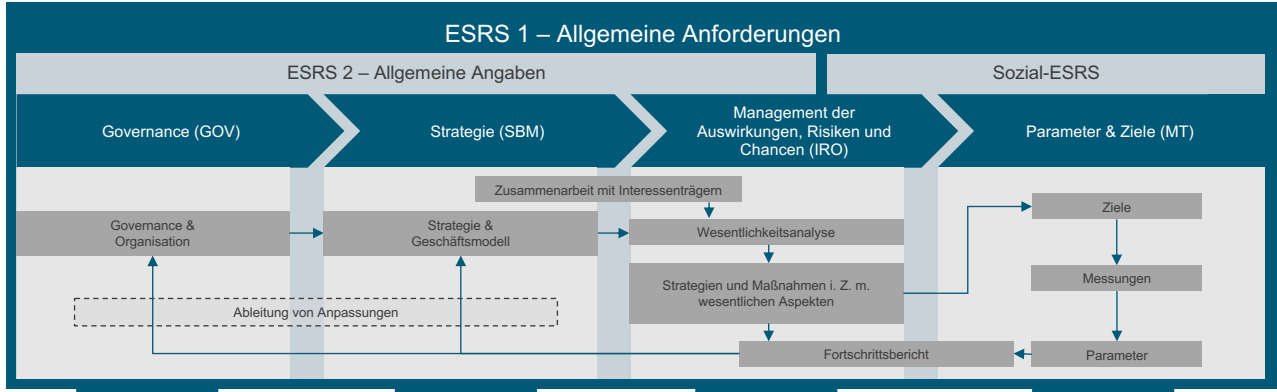 ESRS 1 – Allgemeine Anforderungen
ESRS 2 – Allgemeine Angaben
Sozial-ESRS
Governance (GOV)
Strategie (SBM)
Management der
Auswirkungen, Risiken und
Chancen (IRO)
Parameter & Ziele (MT)
Zusammenarbeit mit Interessenträgern
Governance &
Organisation
Strategie &
Geschäftsmodell
Wesentlichkeitsanalyse
Ziele
Strategien und Maßnahmen i. Z. m.
wesentlichen Aspekten
Messungen
Ableitung von Anpassungen
Fortschrittsbericht
Parameter